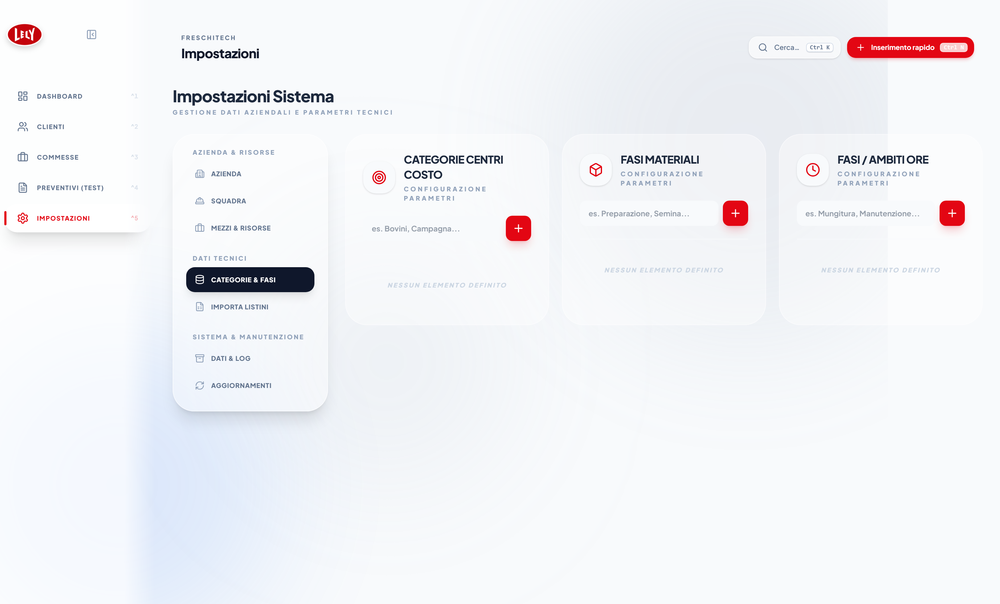 LELY
FRESCHITECH
Impostazioni
Cerca... Ctrl K
Inserimento rapido Ctrl N
DASHBOARD ^1
CLIENTI ^2
COMMESSE ^3
PREVENTIVI (TEST) ^4
IMPOSTAZIONI ^5
Impostazioni Sistema
GESTIONE DATI AZIENDALI E PARAMETRI TECNICI
AZIENDA & RISORSE
AZIENDA
SQUADRA
MEZZI & RISORSE
DATI TECNICI
CATEGORIE & FASI
IMPORTA LISTINI
SISTEMA & MANUTENZIONE
DATI & LOG
AGGIORNAMENTI
CATEGORIE CENTRI
COSTO
CONFIGURAZIONE
PARAMETRI
es. Bovini, Campagna...
NESSUN ELEMENTO DEFINITO
FASI MATERIALI
CONFIGURAZIONE
PARAMETRI
es. Preparazione, Semina...
NESSUN ELEMENTO DEFINITO
FASI / AMBITI ORE
CONFIGURAZIONE
PARAMETRI
es. Mungitura, Manutenzione...
NESSUN ELEMENTO DEFINITO